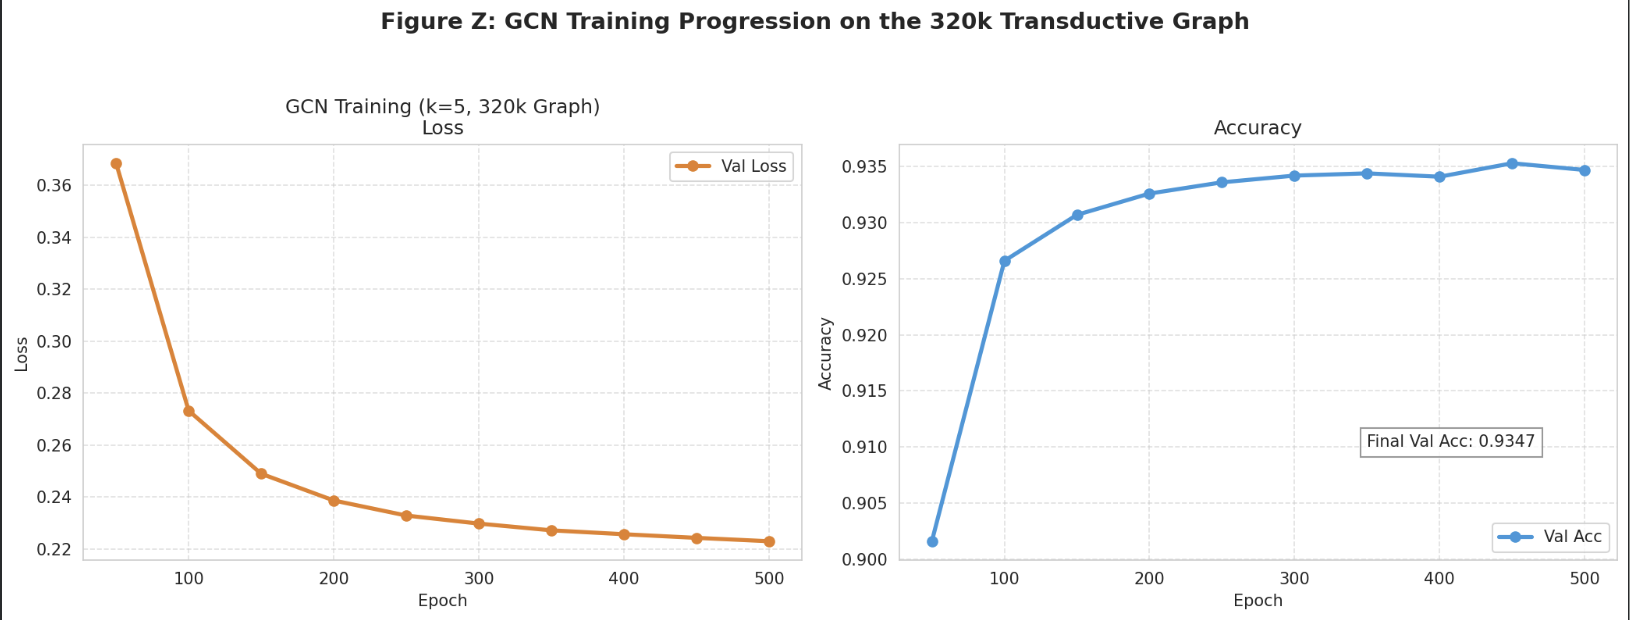 Figure Z: GCN Training Progression on the 320k Transductive Graph
GCN Training (k=5, 320k Graph)
Loss
Val Loss
0.36
0.34
0.32
0.30
0.28
0.26
0.24
0.22
Loss
100
200
300
400
500
Epoch
Accuracy
0.935
0.930
0.925
0.920
0.915
0.910
0.905
0.900
Accuracy
Final Val Acc: 0.9347
Val Acc
100
200
300
400
500
Epoch